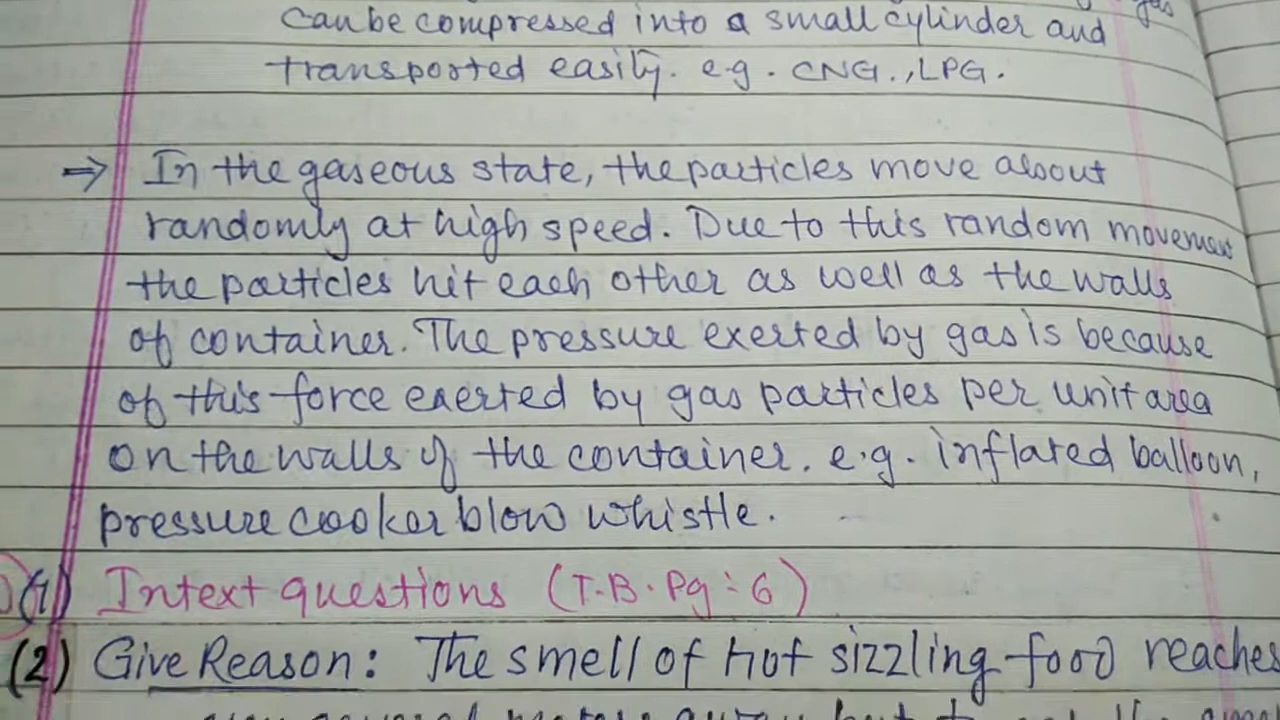 gas
can be compressed into a small cylinder and
transported easily. e.g. CNG., LPG.
⇒ In the gaseous state, the particles move about
randomly at high speed. Due to this random movement
the particles hit each other as well as the walls
of container. The pressure exerted by gas is because
of this force exerted by gas particles per unit area
on the walls of the container. e.g. inflated balloon,
pressure cooker blow whistle.
(1) Intext questions (T.B. Pg: 6)
(2) Give Reason: The smell of hot sizzling food reaches